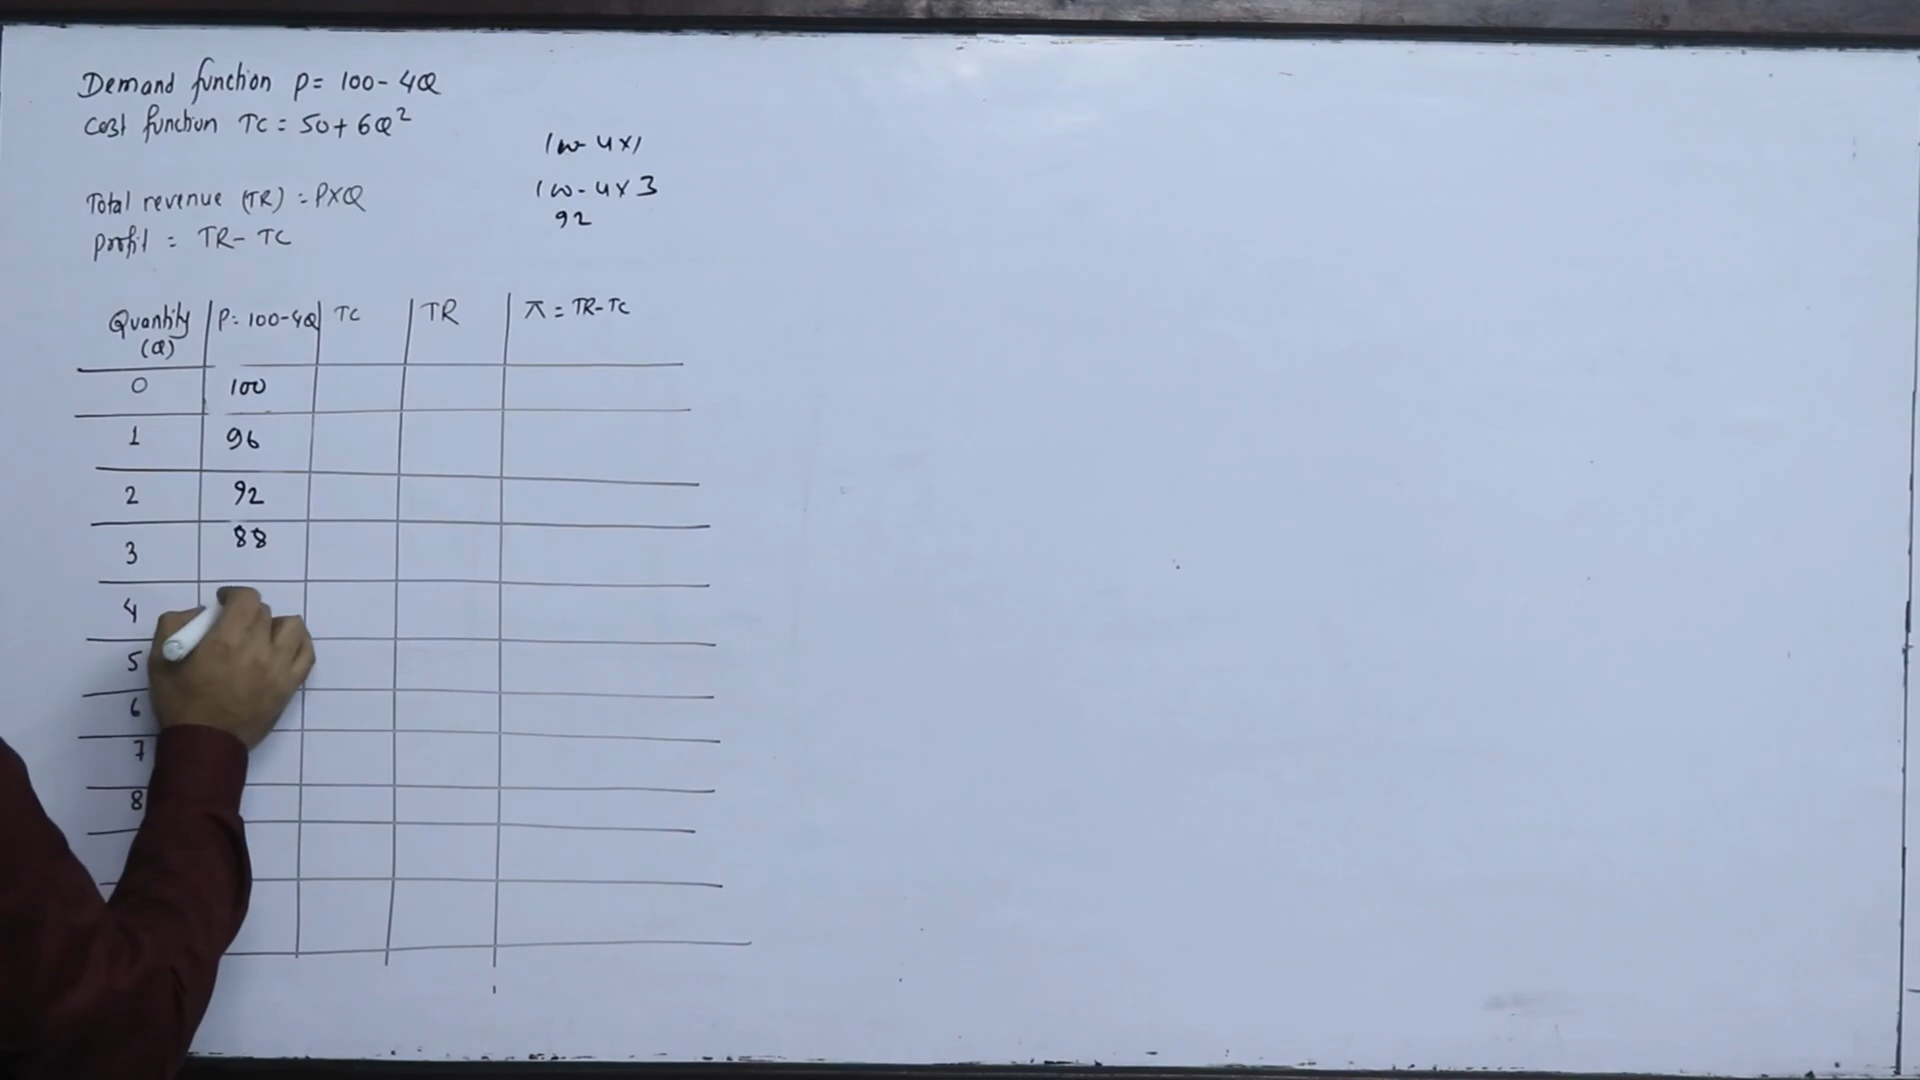 Demand function P= 100-4Q
Cost function TC = 50+6Q²
100-4x1
Total revenue (TR) = PXQ
100-4x3
92
Profit = TR- TC
Quantity (Q) P= 100-4Q TC TR π = TR-TC
0 100
1 96
2 92
3 88
4
5
6
7
8